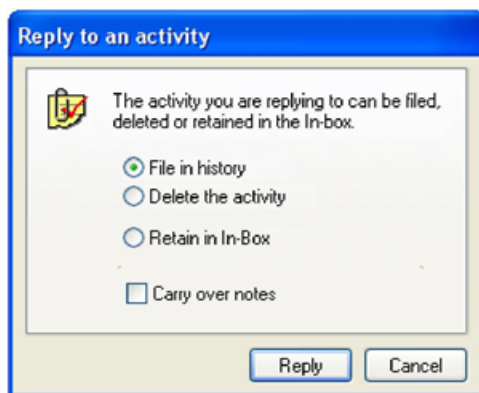 Reply to an activity
The activity you are replying to can be filed,
deleted or retained in the In-box.
File in history
Delete the activity
Retain in In-Box
Carry over notes
Reply Cancel